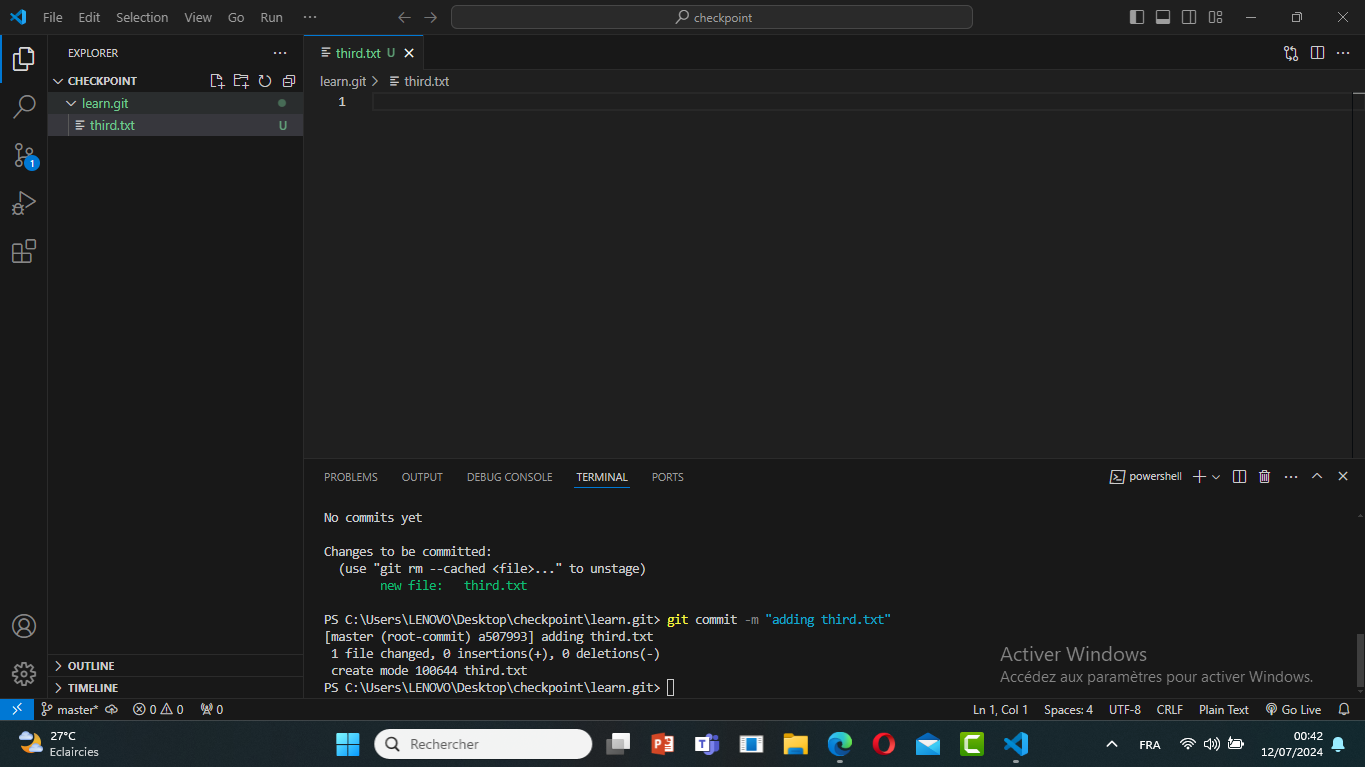 File Edit Selection View Go Run ···
checkpoint
EXPLORER ···
CHECKPOINT
learn.git
third.txt U
OUTLINE
TIMELINE
third.txt U
learn.git > third.txt
1
PROBLEMS OUTPUT DEBUG CONSOLE TERMINAL PORTS
powershell
No commits yet
Changes to be committed:
(use "git rm --cached <file>..." to unstage)
new file: third.txt
PS C:\Users\LENOVO\Desktop\checkpoint\learn.git> git commit -m "adding third.txt"
[master (root-commit) a507993] adding third.txt
1 file changed, 0 insertions(+), 0 deletions(-)
create mode 100644 third.txt
PS C:\Users\LENOVO\Desktop\checkpoint\learn.git>
Activer Windows
Accédez aux paramètres pour activer Windows.
1
master* 0 0 0 Ln 1, Col 1 Spaces: 4 UTF-8 CRLF Plain Text Go Live
27°C
Eclaircies
Rechercher
FRA
00:42
12/07/2024